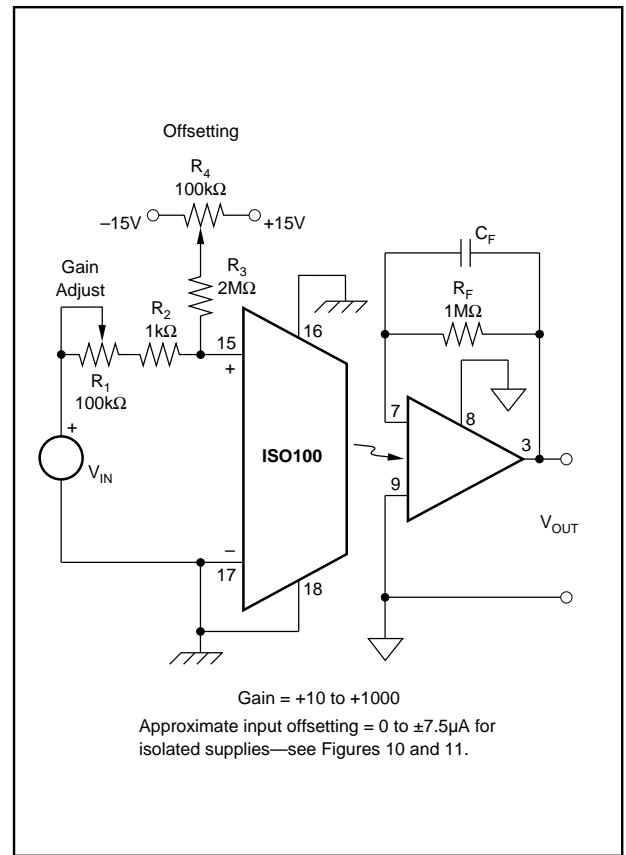 Offsetting
R4
100kΩ
–15V
+15V
Gain
Adjust
R3
2MΩ
R2
1kΩ
R1
100kΩ
CF
RF
1MΩ
15
+
16
+
VIN
ISO100
7
8
3
9
VOUT
–
17
18
Gain = +10 to +1000
Approximate input offsetting = 0 to ±7.5µA for
isolated supplies—see Figures 10 and 11.